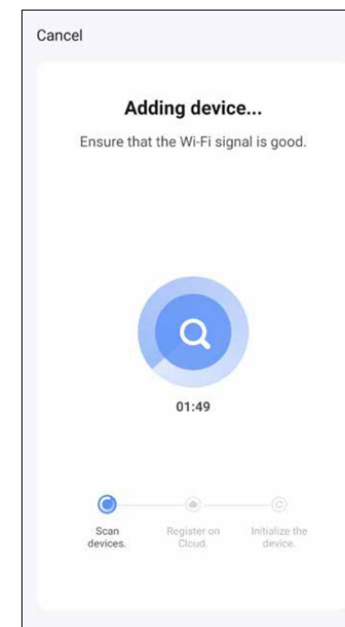 Cancel
Adding device...
Ensure that the Wi-Fi signal is good.
01:49
Scan
devices.
Register on
Cloud.
Initialize the
device.